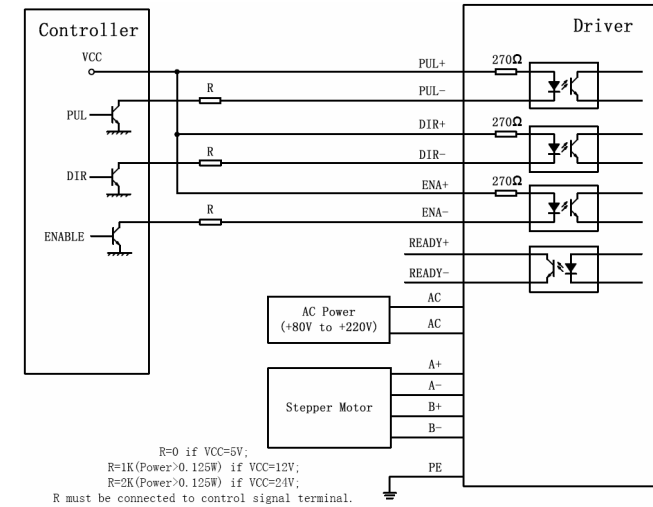 Controller
Driver
VCC
PUL+
270Ω
R
PUL-
PUL
DIR+
270Ω
R
DIR-
DIR
ENA+
270Ω
R
ENA-
ENABLE
READY+
READY-
AC Power
(+80V to +220V)
AC
AC
Stepper Motor
A+
A-
B+
B-
PE
R=0 if VCC=5V;
R=1K(Power>0.125W) if VCC=12V;
R=2K(Power>0.125W) if VCC=24V;
R must be connected to control signal terminal.